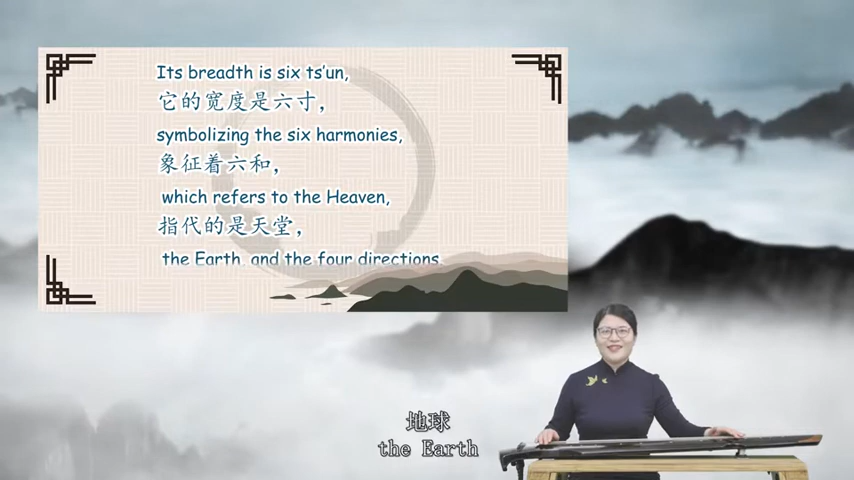 Its breadth is six ts'un,
它的宽度是六寸，
symbolizing the six harmonies,
象征着六和，
which refers to the Heaven,
指代的是天堂，
the Earth, and the four directions
地球
the Earth